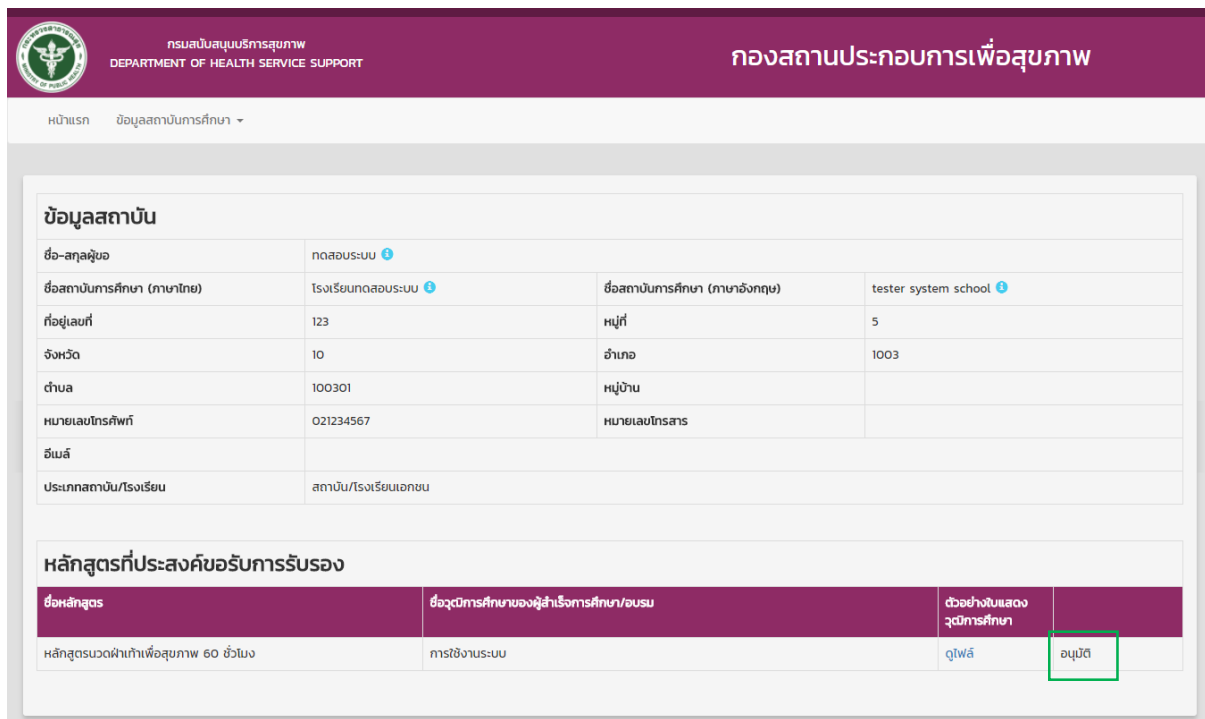 กรมสนับสนุนบริการสุขภาพ
DEPARTMENT OF HEALTH SERVICE SUPPORT
กองสถานประกอบการเพื่อสุขภาพ
หน้าแรก ข้อมูลสถาบันการศึกษา
ข้อมูลสถาบัน
ชื่อ-สกุลผู้ขอ ทดสอบระบบ
ชื่อสถาบันการศึกษา (ภาษาไทย) โรงเรียนทดสอบระบบ ชื่อสถาบันการศึกษา (ภาษาอังกฤษ) tester system school
ที่อยู่เลขที่ 123 หมู่ที่ 5
จังหวัด 10 อำเภอ 1003
ตำบล 100301 หมู่บ้าน
หมายเลขโทรศัพท์ 021234567 หมายเลขโทรสาร
อีเมล์
ประเภทสถาบัน/โรงเรียน สถาบัน/โรงเรียนเอกชน
หลักสูตรที่ประสงค์ขอรับการรับรอง
ชื่อหลักสูตร ชื่อวุฒิการศึกษาของผู้สำเร็จการศึกษา/อบรม ตัวอย่างใบแสดง
วุฒิการศึกษา
หลักสูตรนวดฝ่าเท้าเพื่อสุขภาพ 60 ชั่วโมง การใช้งานระบบ ดูไฟล์ อนุมัติ